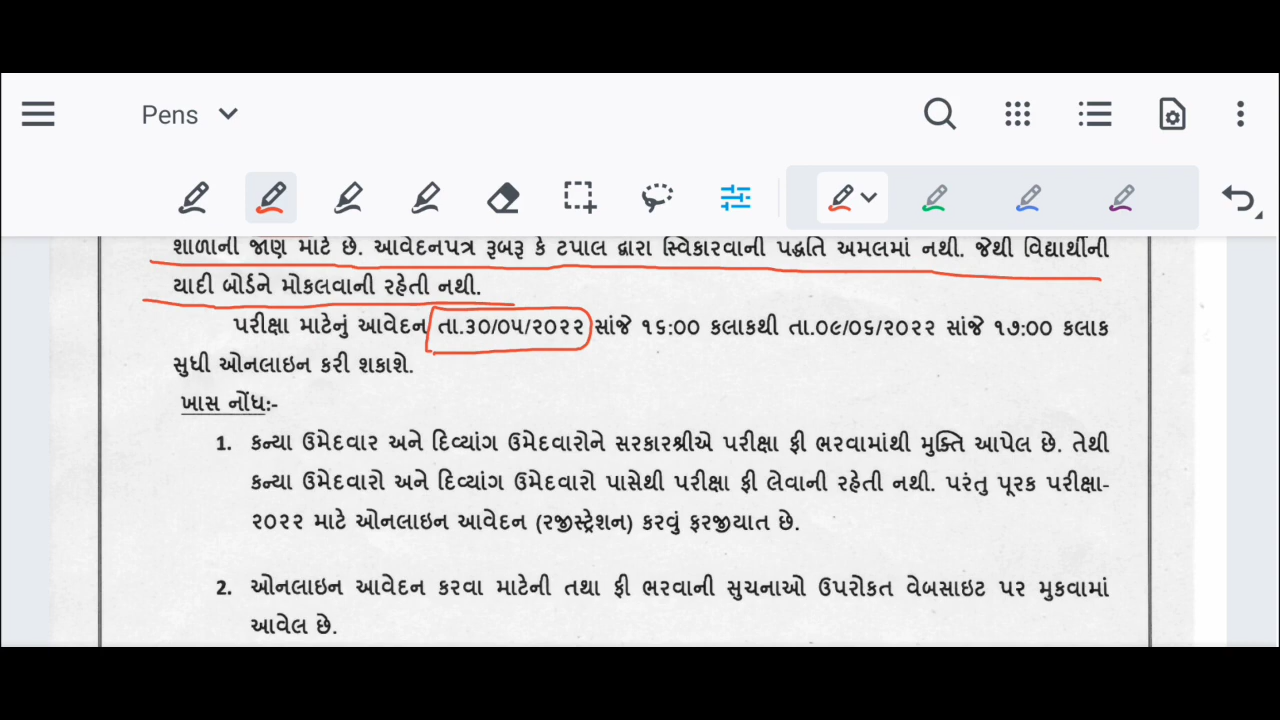 Pens
શાળાની જાણ માટે છે. આવેદનપત્ર રૂબરૂ કે ટપાલ દ્વારા સ્વિકારવાની પદ્ધતિ અમલમાં નથી. જેથી વિદ્યાર્થીની
યાદી બોર્ડને મોકલવાની રહેતી નથી.
પરીક્ષા માટેનું આવેદન તા.૩૦/૦૫/૨૦૨૨ સાંજે ૧૬:૦૦ કલાકથી તા.૦૯/૦૬/૨૦૨૨ સાંજે ૧૭:૦૦ કલાક
સુધી ઓનલાઇન કરી શકાશે.
ખાસ નોંધ:-
1. કન્યા ઉમેદવાર અને દિવ્યાંગ ઉમેદવારોને સરકારશ્રીએ પરીક્ષા ફી ભરવામાંથી મુક્તિ આપેલ છે. તેથી
કન્યા ઉમેદવારો અને દિવ્યાંગ ઉમેદવારો પાસેથી પરીક્ષા ફી લેવાની રહેતી નથી. પરંતુ પૂરક પરીક્ષા-
૨૦૨૨ માટે ઓનલાઇન આવેદન (રજીસ્ટ્રેશન) કરવું ફરજીયાત છે.
2. ઓનલાઇન આવેદન કરવા માટેની તથા ફી ભરવાની સુચનાઓ ઉપરોકત વેબસાઇટ પર મુકવામાં
આવેલ છે.